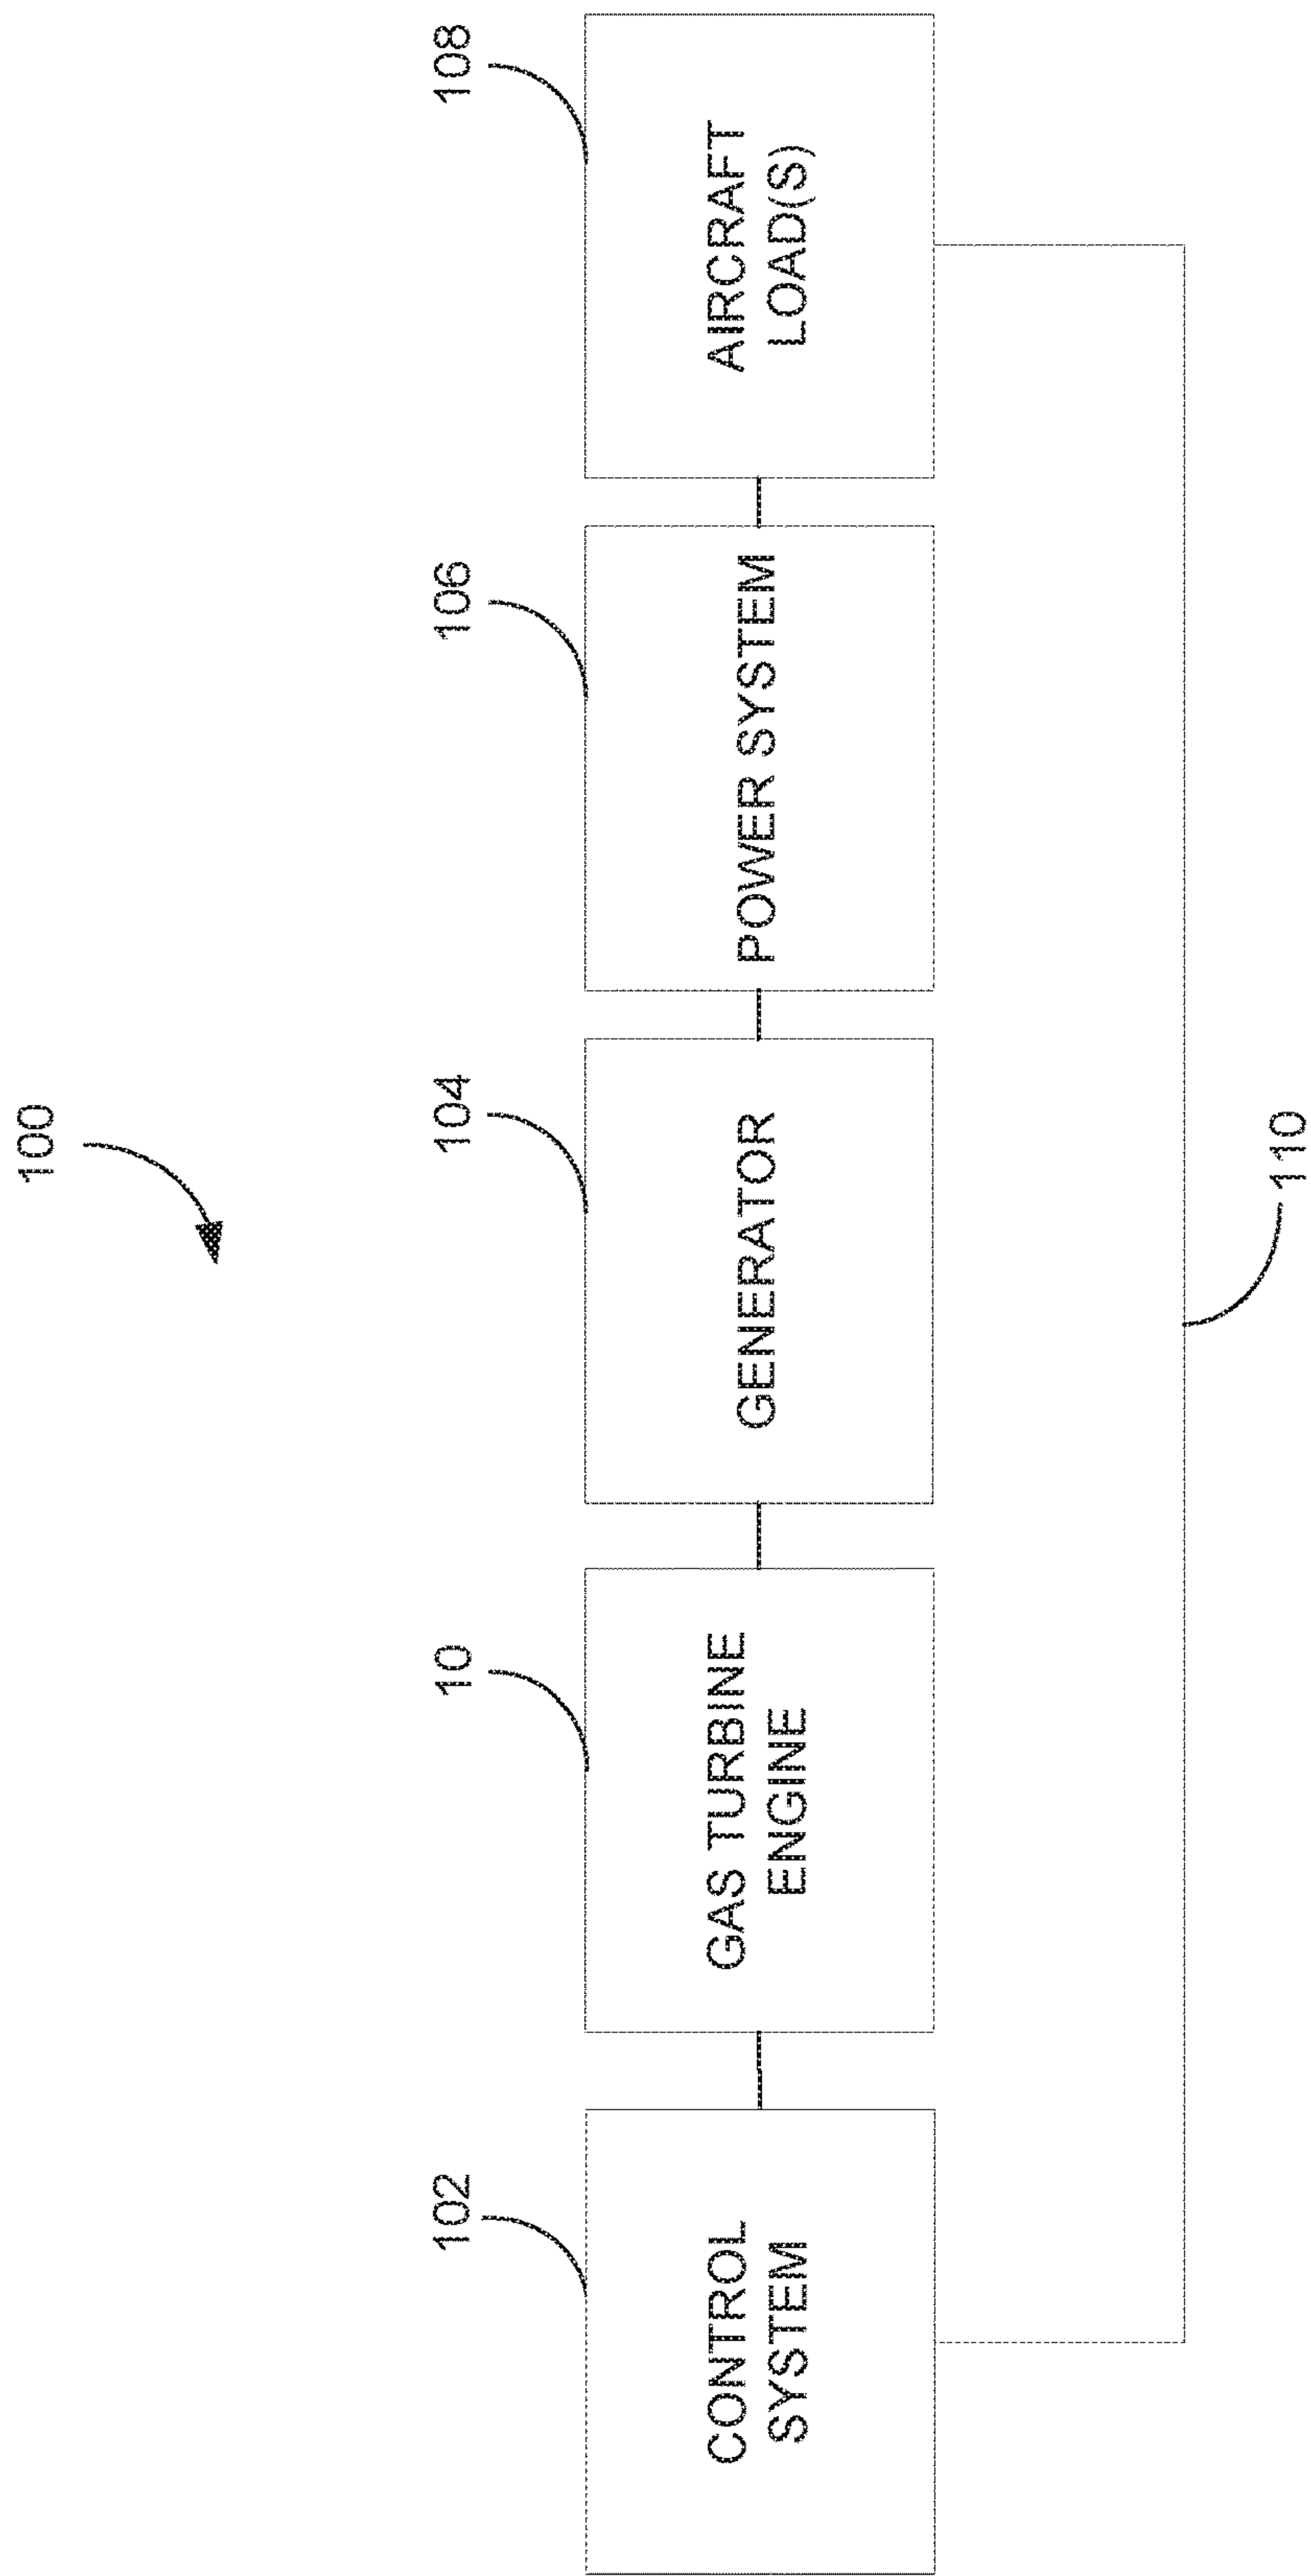 100
102
10
104
106
108
CONTROL
SYSTEM
GAS TURBINE
ENGINE
GENERATOR
POWER SYSTEM
AIRCRAFT
LOAD(S)
110